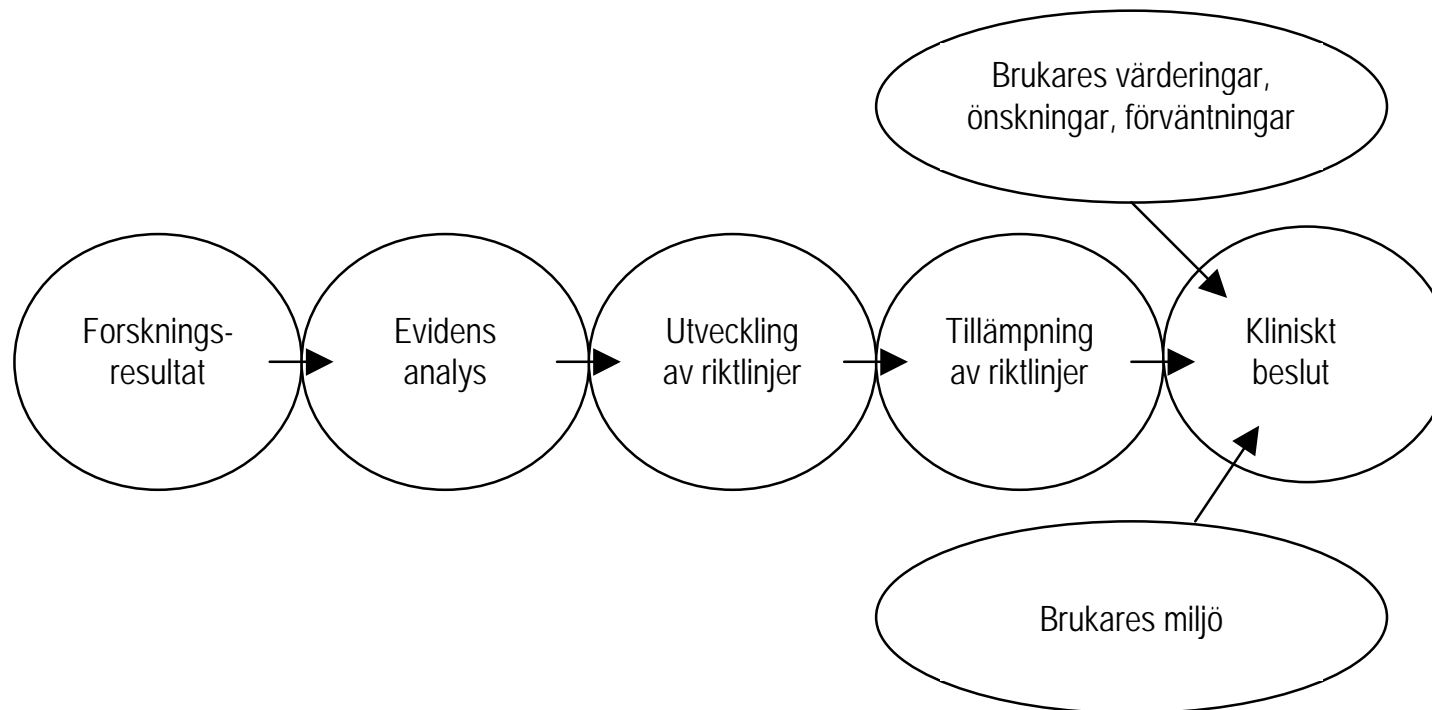 Brukares värderingar,
önskningar, förväntningar
Forsknings-
resultat
Evidens
analys
Utveckling
av riktlinjer
Tillämpning
av riktlinjer
Kliniskt
beslut
Brukares miljö